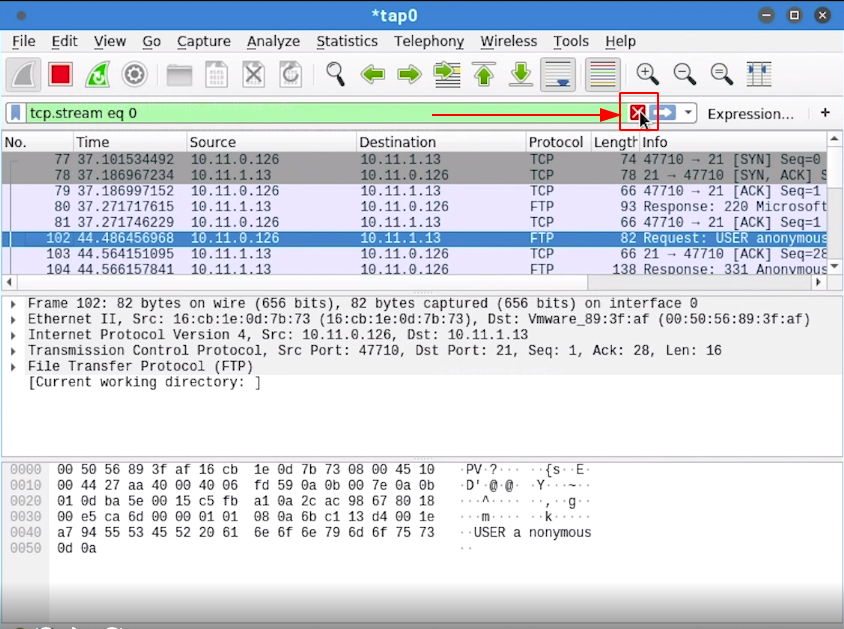 *tap0
File Edit View Go Capture Analyze Statistics Telephony Wireless Tools Help
tcp.stream eq 0 Expression... +
No. Time Source Destination Protocol Length Info
77 37.101534492 10.11.0.126 10.11.1.13 TCP 74 47710 → 21 [SYN] Seq=0
78 37.186967234 10.11.1.13 10.11.0.126 TCP 78 21 → 47710 [SYN, ACK] S
79 37.186997152 10.11.0.126 10.11.1.13 TCP 66 47710 → 21 [ACK] Seq=1
80 37.271717615 10.11.1.13 10.11.0.126 FTP 93 Response: 220 Microsoft
81 37.271746229 10.11.0.126 10.11.1.13 TCP 66 47710 → 21 [ACK] Seq=1
102 44.486456968 10.11.0.126 10.11.1.13 FTP 82 Request: USER anonymous
103 44.564151095 10.11.1.13 10.11.0.126 TCP 66 21 → 47710 [ACK] Seq=28
104 44.566157841 10.11.1.13 10.11.0.126 FTP 138 Response: 331 Anonymous
Frame 102: 82 bytes on wire (656 bits), 82 bytes captured (656 bits) on interface 0
Ethernet II, Src: 16:cb:1e:0d:7b:73 (16:cb:1e:0d:7b:73), Dst: Vmware_89:3f:af (00:50:56:89:3f:af)
Internet Protocol Version 4, Src: 10.11.0.126, Dst: 10.11.1.13
Transmission Control Protocol, Src Port: 47710, Dst Port: 21, Seq: 1, Ack: 28, Len: 16
File Transfer Protocol (FTP)
[Current working directory: ]
0000 00 50 56 89 3f af 16 cb 1e 0d 7b 73 08 00 45 10 ·PV·?··· ··{s··E·
0010 00 44 27 aa 40 00 40 06 fd 59 0a 0b 00 7e 0a 0b ·D'·@·@· ·Y···~··
0020 01 0d ba 5e 00 15 c5 fb a1 0a 2c ac 98 67 80 18 ···^···· ··,··g··
0030 00 e5 ca 6d 00 00 01 01 08 0a 6b c1 13 d4 00 1e ···m···· ··k·····
0040 a7 94 55 53 45 52 20 61 6e 6f 6e 79 6d 6f 75 73 ··USER a nonymous
0050 0d 0a ··